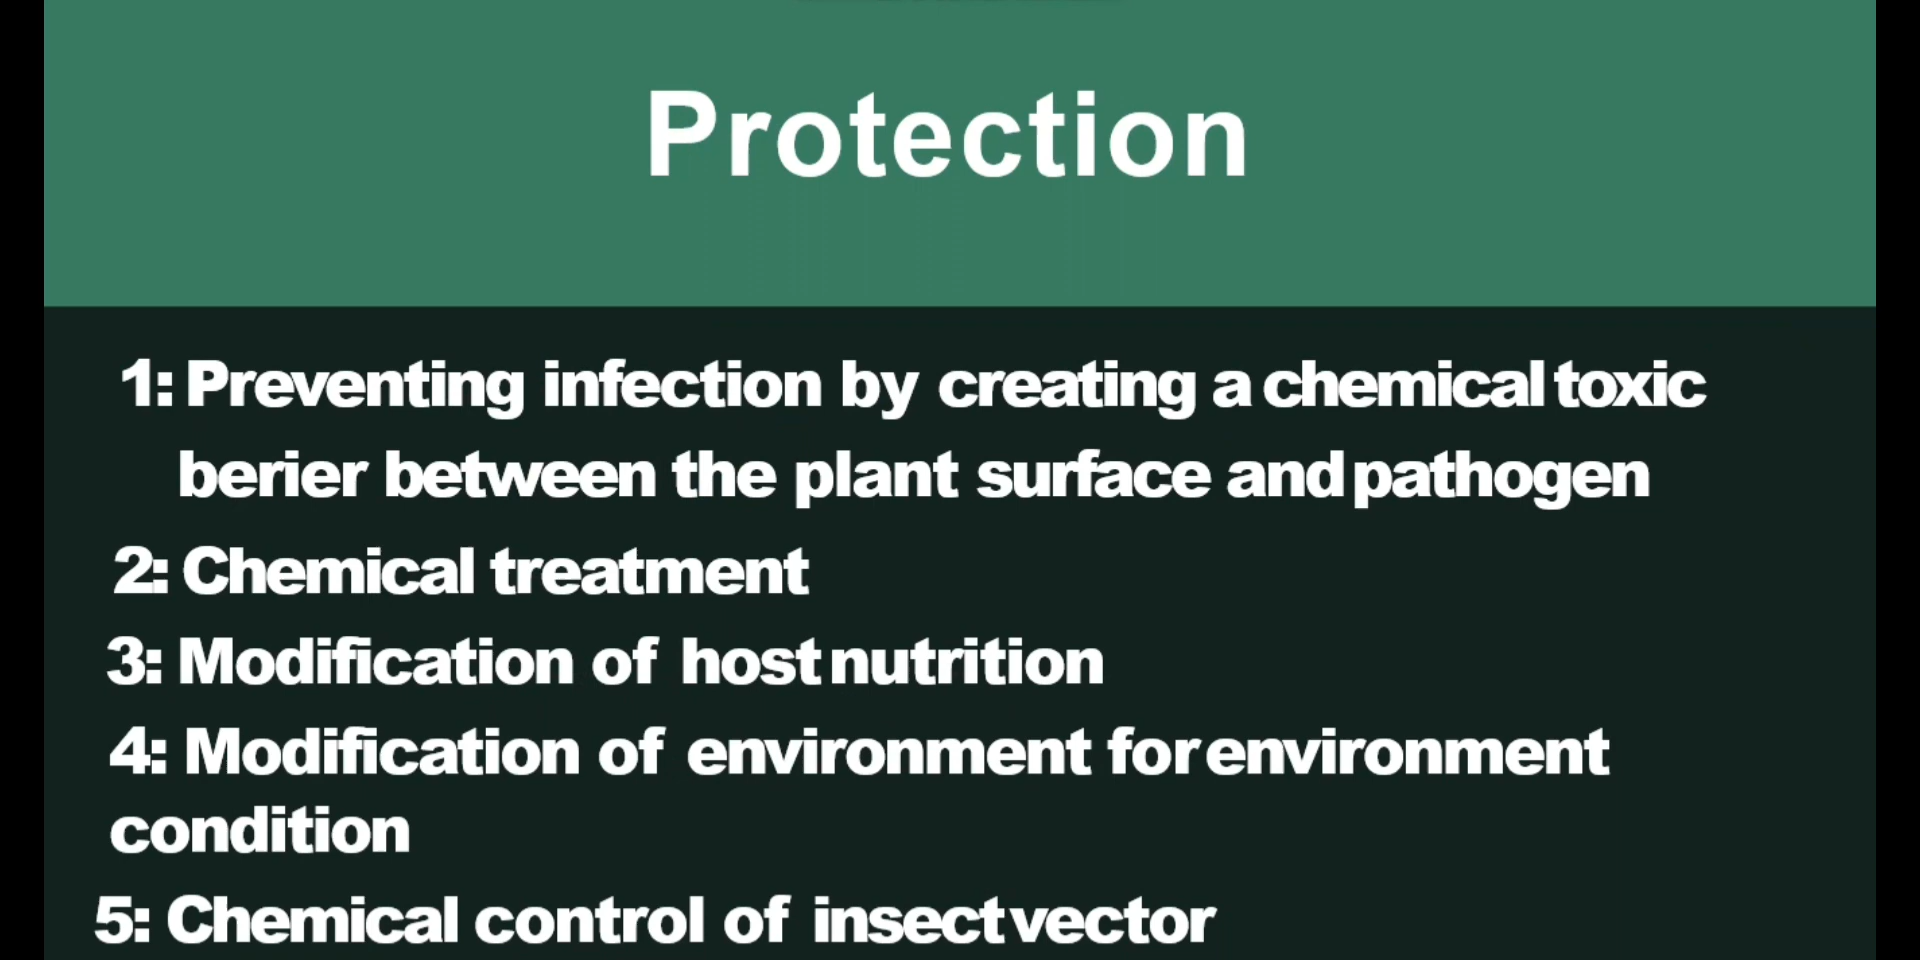 Protection
1: Preventing infection by creating a chemical toxic
berier between the plant surface and pathogen
2: Chemical treatment
3: Modification of host nutrition
4: Modification of environment for environment
condition
5: Chemical control of insect vector